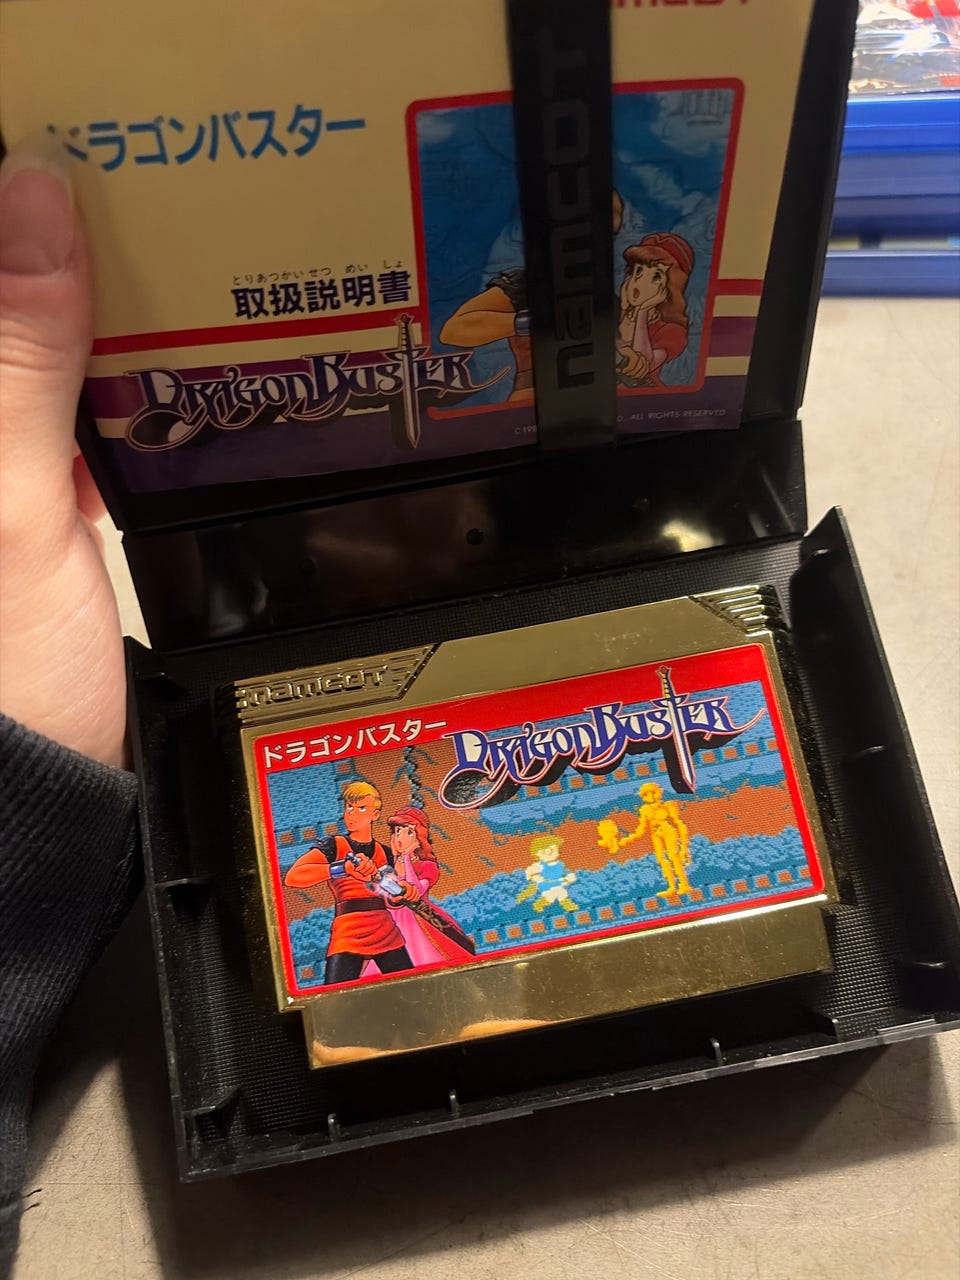 ドラゴンバスター
とりあつかいせつ めい しょ
取扱説明書
DRAGON BUSTER
ALL RIGHTS RESERVED
namcot
namcot
ドラゴンバスター
DRAGON BUSTER